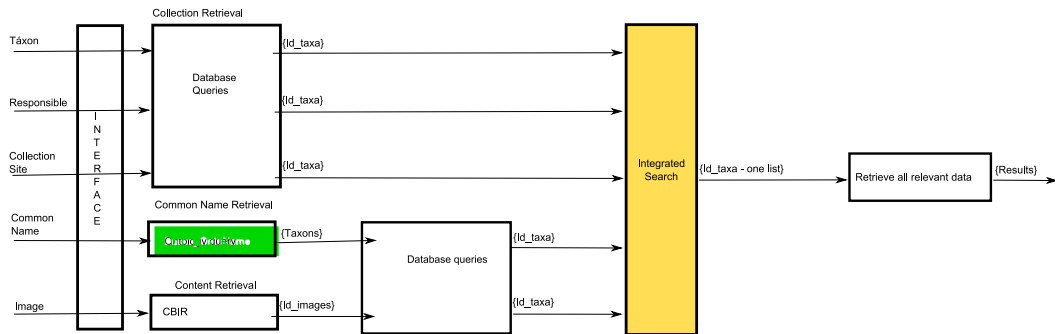 Collection Retrieval
Táxon
{Id_taxa}
Database
Queries
Responsible
{Id_taxa}
INTERFACE
Collection
Site
{Id_taxa}
Integrated
Search
{Id_taxa - one list}
Retrieve all relevant data
{Results}
Common Name Retrieval
Common
Name
{Taxons}
Database queries
{Id_taxa}
Content Retrieval
Image
CBIR
{Id_images}
{Id_taxa}